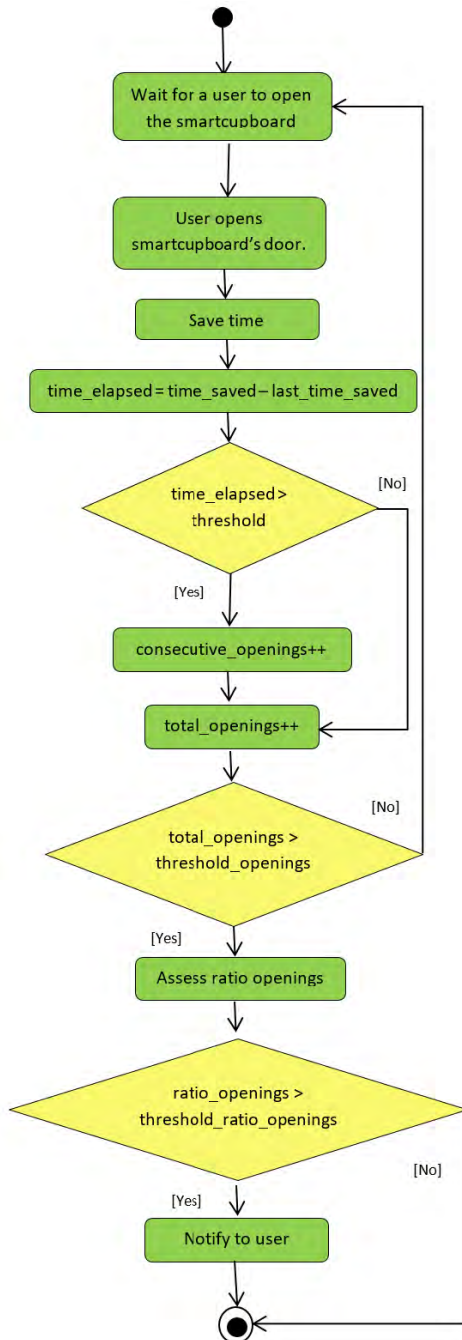 Wait for a user to open
the smartcupboard
User opens
smartcupboard's door.
Save time
time_elapsed = time_saved – last_time_saved
time_elapsed >
threshold
[No]
[Yes]
consecutive_openings++
total_openings++
[No]
total_openings >
threshold_openings
[Yes]
Assess ratio openings
ratio_openings >
threshold_ratio_openings
[No]
[Yes]
Notify to user